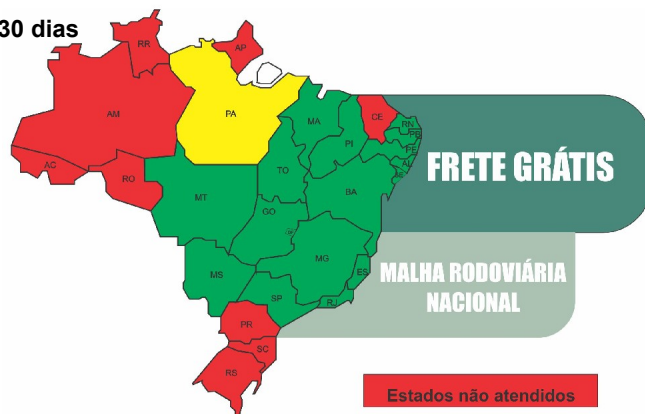 30 dias
RR
AP
AM
PA
MA
CE
RN
PB
PE
AL
SE
PI
AC
RO
TO
BA
MT
GO
DF
MG
ES
MS
SP
RJ
PR
SC
RS
FRETE GRÁTIS
MALHA RODOVIÁRIA
NACIONAL
Estados não atendidos